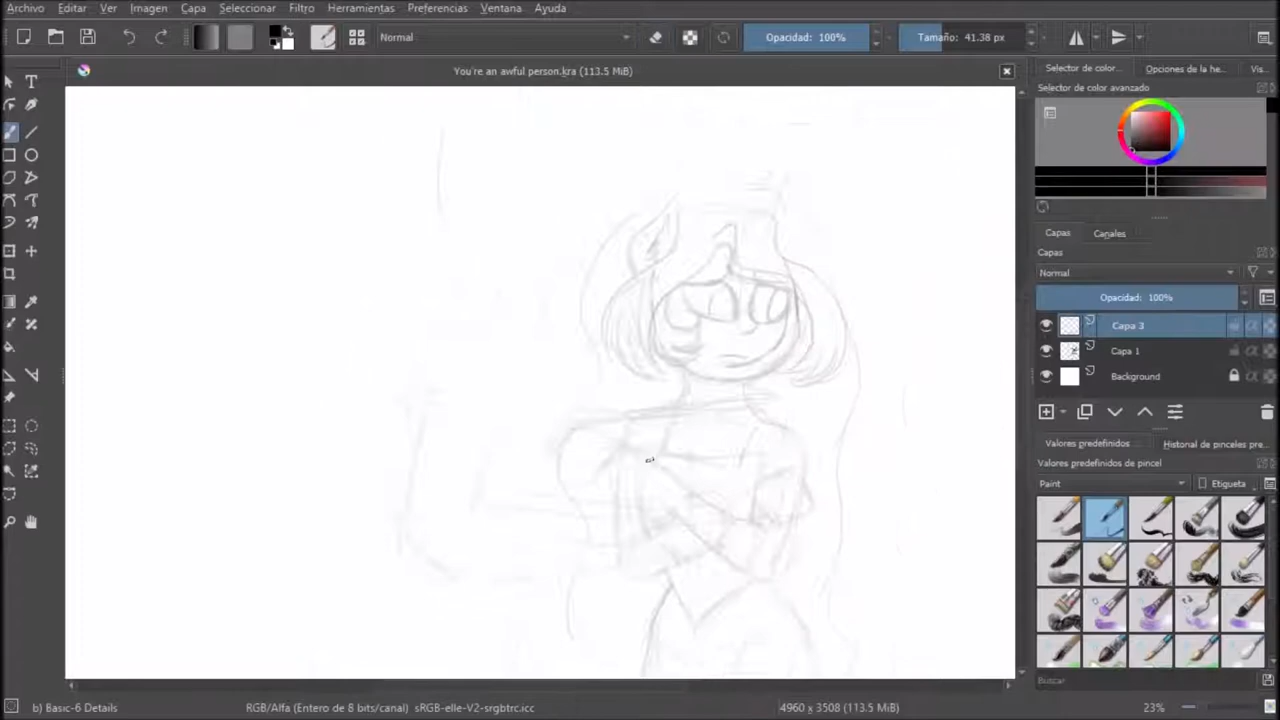 Archivo Editar Ver Imagen Capa Seleccionar Filtro Herramientas Preferencias Ventana Ayuda
Normal
Opacidad: 100%
Tamaño: 41.38 px
You're an awful person.kra (113.5 MiB)
Selector de color... Opciones de la he... Vis...
Selector de color avanzado
Capas Canales
Capas
Normal
Opacidad: 100%
Capa 3
Capa 1
Background
Valores predefinidos Historial de pinceles pre...
Valores predefinidos de pincel
Paint Etiqueta
Buscar
b) Basic-6 Details RGB/Alfa (Entero de 8 bits/canal) sRGB-elle-V2-srgbtrc.icc 4960 x 3508 (113.5 MiB) 23%